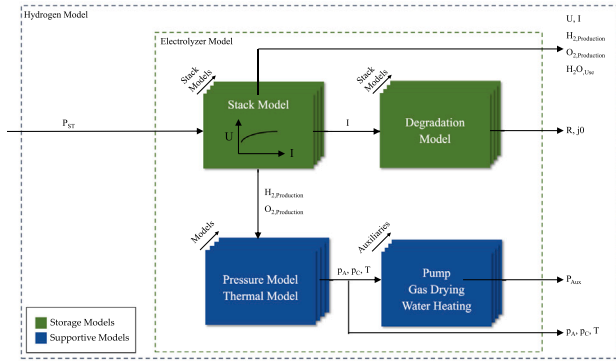 Hydrogen Model
Electrolyzer Model
U, I
H2,Production
O2,Production
H2O,Use
Stack
Models
Stack Model
U
I
PST
I
Stack
Models
Degradation
Model
R, j0
H2,Production
O2,Production
Models
Pressure Model
Thermal Model
pA, pC, T
Auxiliaries
Pump
Gas Drying
Water Heating
PAux
pA, pC, T
Storage Models
Supportive Models